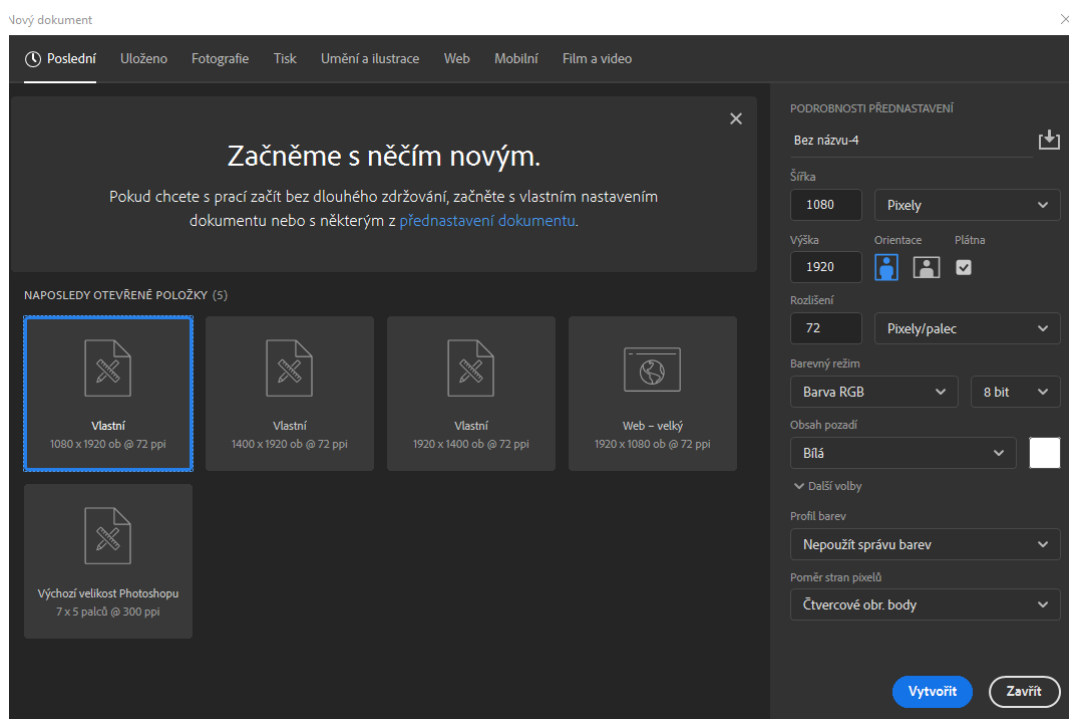 Nový dokument
Poslední Uloženo Fotografie Tisk Umění a ilustrace Web Mobilní Film a video
Začněme s něčím novým.
Pokud chcete s prací začít bez dlouhého zdržování, začněte s vlastním nastavením
dokumentu nebo s některým z přednastavení dokumentu.
NAPOSLEDY OTEVŘENÉ POLOŽKY (5)
Vlastní
1080 x 1920 ob @ 72 ppi
Vlastní
1400 x 1920 ob @ 72 ppi
Vlastní
1920 x 1400 ob @ 72 ppi
Web – velký
1920 x 1080 ob @ 72 ppi
Výchozí velikost Photoshopu
7 x 5 palců @ 300 ppi
PODROBNOSTI PŘEDNASTAVENÍ
Bez názvu-4
Šířka
1080 Pixely
Výška Orientace Plátna
1920
Rozlišení
72 Pixely/palec
Barevný režim
Barva RGB 8 bit
Obsah pozadí
Bílá
Další volby
Profil barev
Nepoužít správu barev
Poměr stran pixelů
Čtvercové obr. body
Vytvořit Zavřít